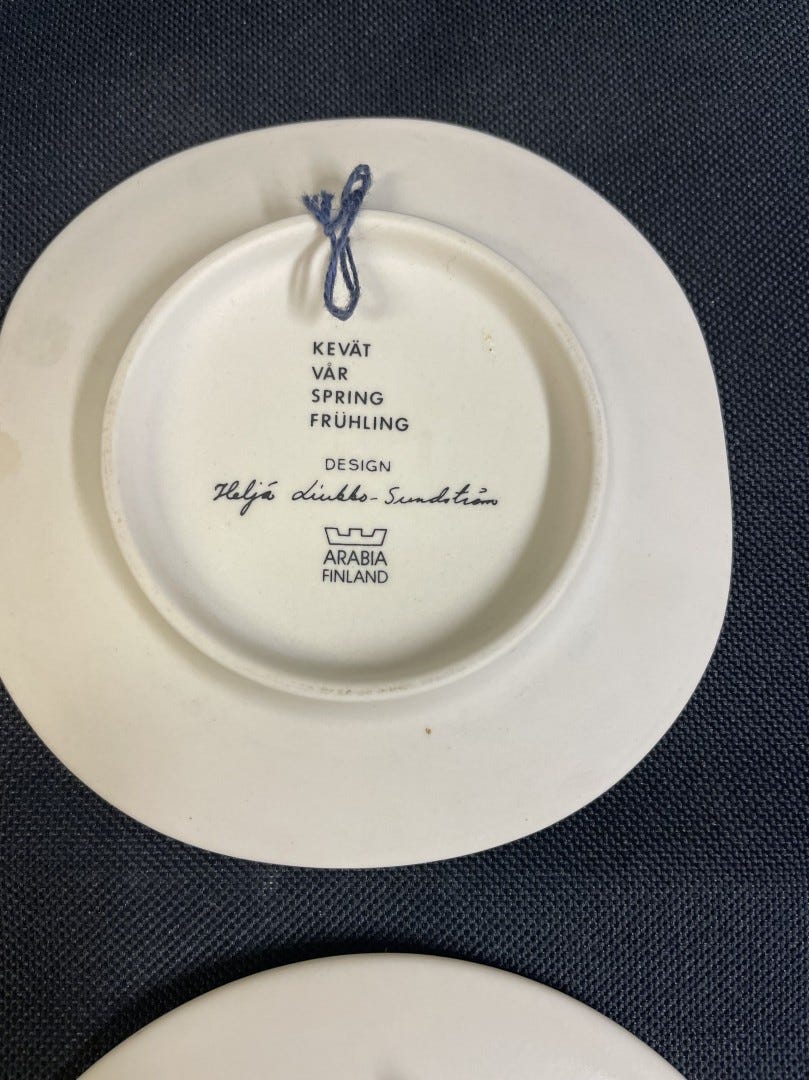 KEVÄT
VÅR
SPRING
FRÜHLING
DESIGN
Heljä Liukko-Sundström
ARABIA
FINLAND